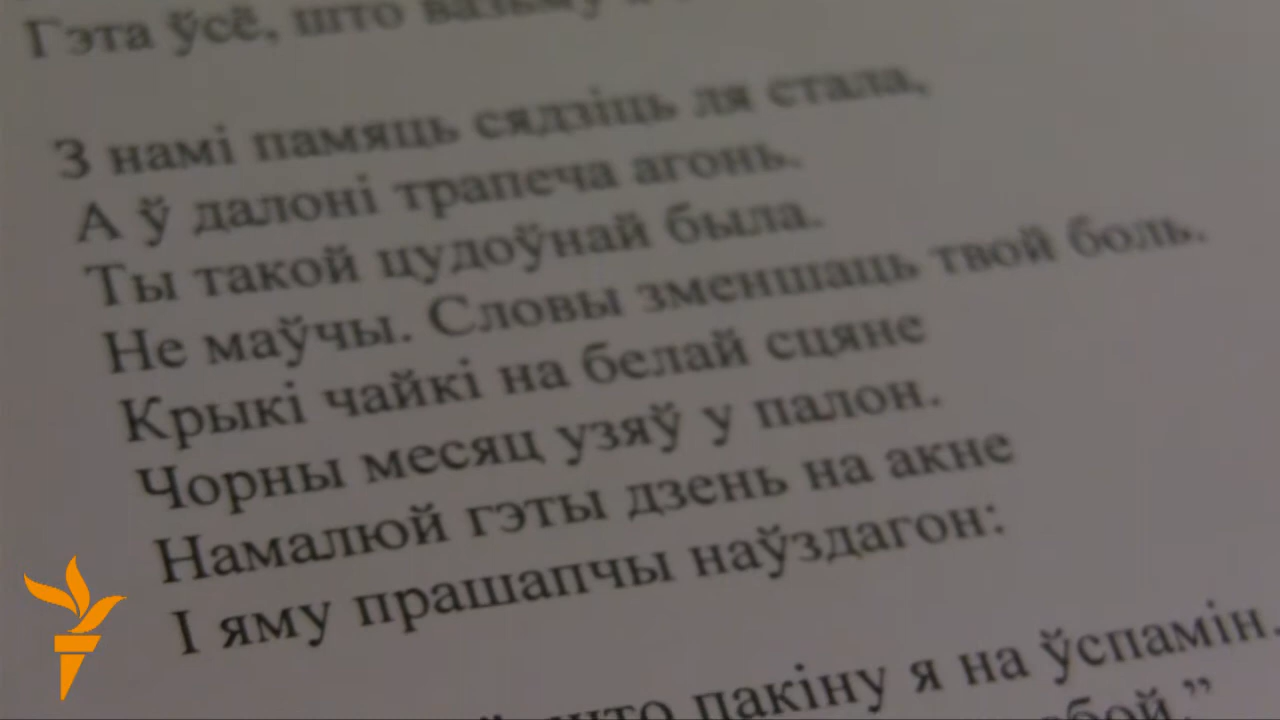 Гэта ўсё, што вазьму
З намі памяць сядзіць ля стала,
А ў далоні трапеча агонь.
Ты такой цудоўнай была.
Не маўчы. Словы зменшаць твой боль.
Крыкі чайкі на белай сцяне
Чорны месяц узяў у палон.
Намалюй гэты дзень на акне
І яму прашапчы наўздагон:
што пакіну я на ўспамін.